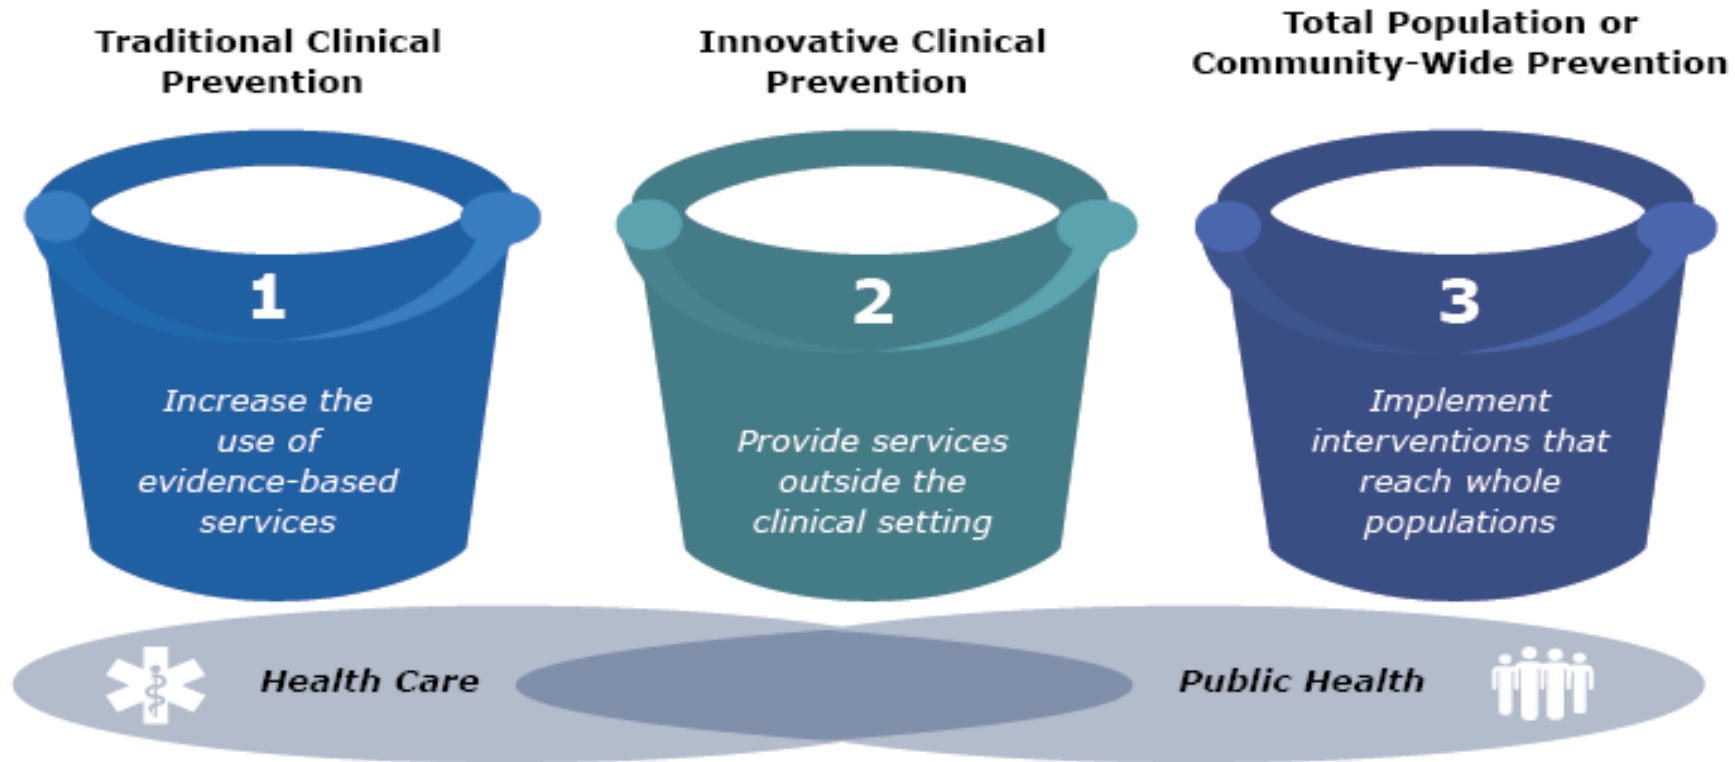 Traditional Clinical
Prevention
Innovative Clinical
Prevention
Total Population or
Community-Wide Prevention
1
Increase the
use of
evidence-based
services
2
Provide services
outside the
clinical setting
3
Implement
interventions that
reach whole
populations
Health Care
Public Health